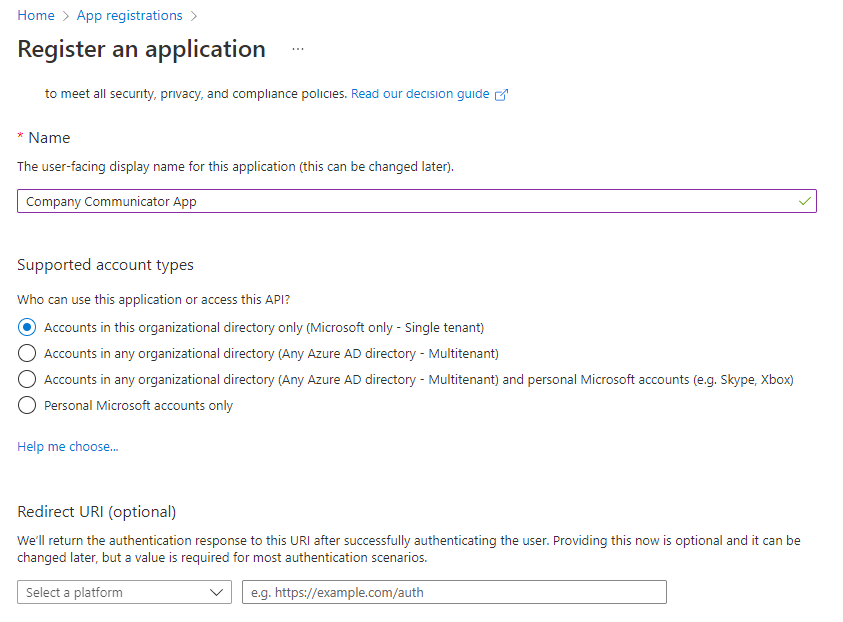 Home > App registrations >
Register an application ...
to meet all security, privacy, and compliance policies. Read our decision guide
* Name
The user-facing display name for this application (this can be changed later).
Company Communicator App
Supported account types
Who can use this application or access this API?
Accounts in this organizational directory only (Microsoft only - Single tenant)
Accounts in any organizational directory (Any Azure AD directory - Multitenant)
Accounts in any organizational directory (Any Azure AD directory - Multitenant) and personal Microsoft accounts (e.g. Skype, Xbox)
Personal Microsoft accounts only
Help me choose...
Redirect URI (optional)
We'll return the authentication response to this URI after successfully authenticating the user. Providing this now is optional and it can be
changed later, but a value is required for most authentication scenarios.
Select a platform
e.g. https://example.com/auth